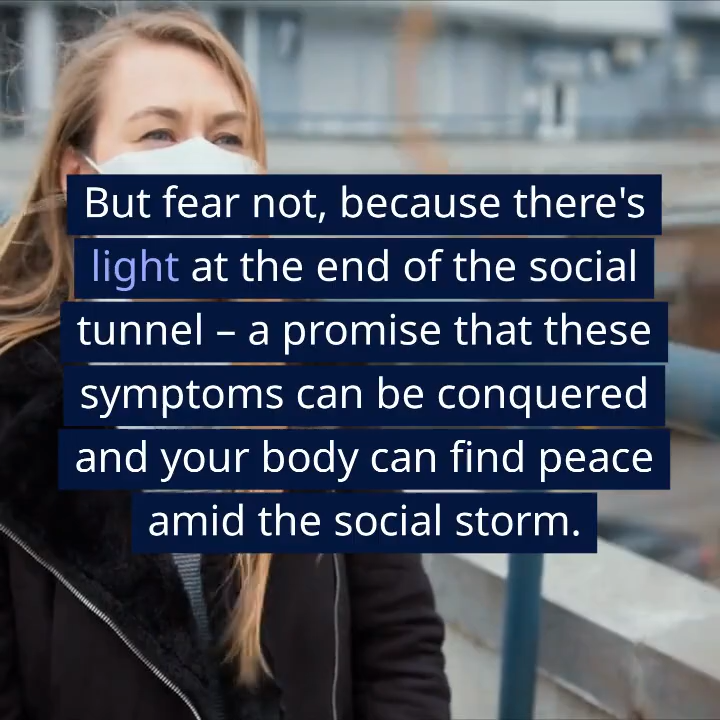 But fear not, because there's
light at the end of the social
tunnel – a promise that these
symptoms can be conquered
and your body can find peace
amid the social storm.